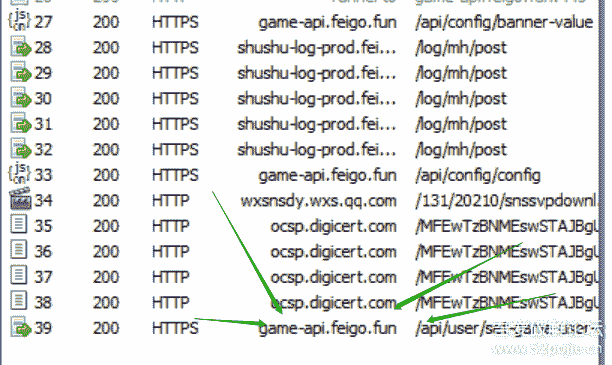 27 200 HTTPS game-api.feigo.fun /api/config/banner-value
28 200 HTTPS shushu-log-prod.fei... /log/mh/post
29 200 HTTPS shushu-log-prod.fei... /log/mh/post
30 200 HTTPS shushu-log-prod.fei... /log/mh/post
31 200 HTTPS shushu-log-prod.fei... /log/mh/post
32 200 HTTPS shushu-log-prod.fei... /log/mh/post
33 200 HTTPS game-api.feigo.fun /api/config/config
34 200 HTTP wxsnsdy.wxs.qq.com /131/20210/snssvpdownl
35 200 HTTP ocsp.digicert.com /MFEwTzBNMEswSTAJBgU
36 200 HTTP ocsp.digicert.com /MFEwTzBNMEswSTAJBgU
37 200 HTTP ocsp.digicert.com /MFEwTzBNMEswSTAJBgU
38 200 HTTP ocsp.digicert.com /MFEwTzBNMEswSTAJBgU
39 200 HTTPS game-api.feigo.fun